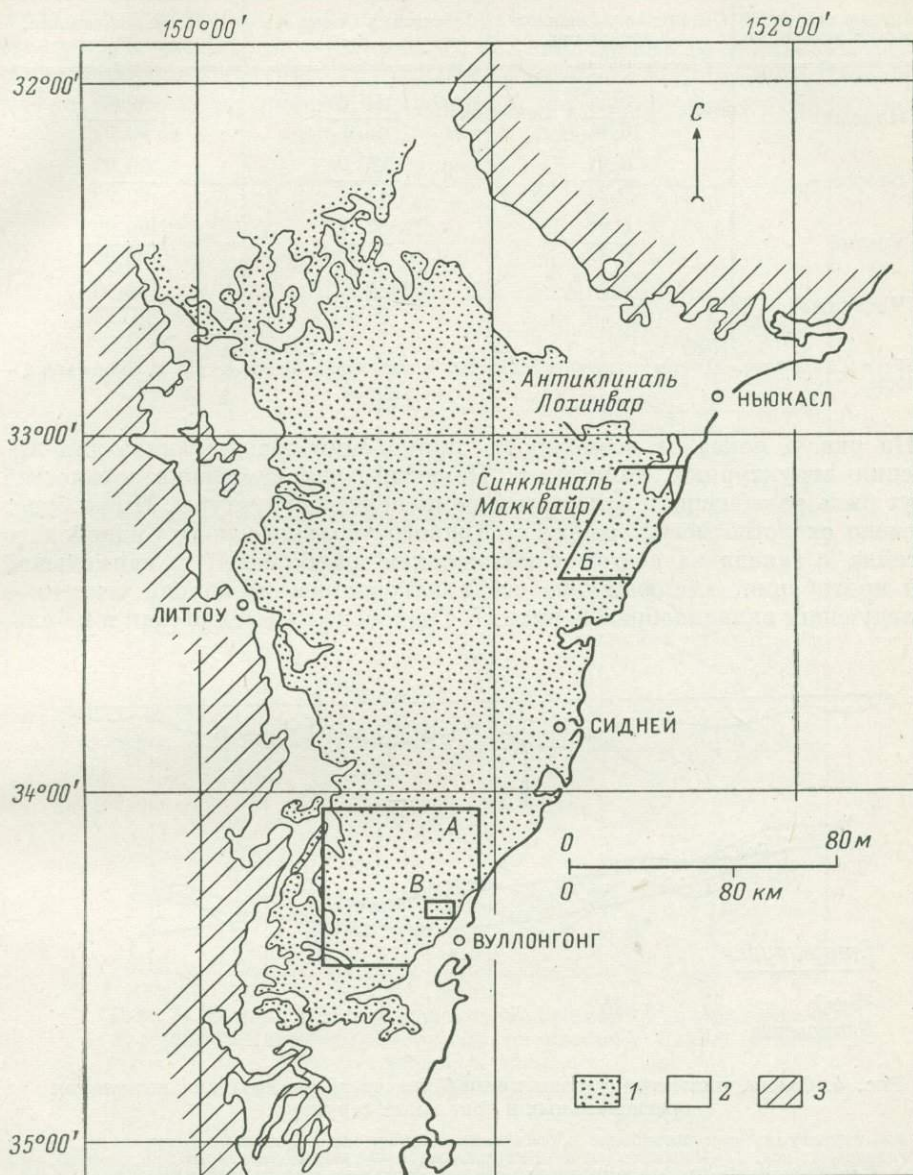 150°00'
152°00'
32°00'
С
Антиклиналь
Лохинвар
НЬЮКАСЛ
33°00'
Синклиналь
Макквайр
Б
ЛИТГОУ
СИДНЕЙ
34°00'
А
0 80 м
0 80 км
В
ВУЛЛОНГОНГ
1 2 3
35°00'